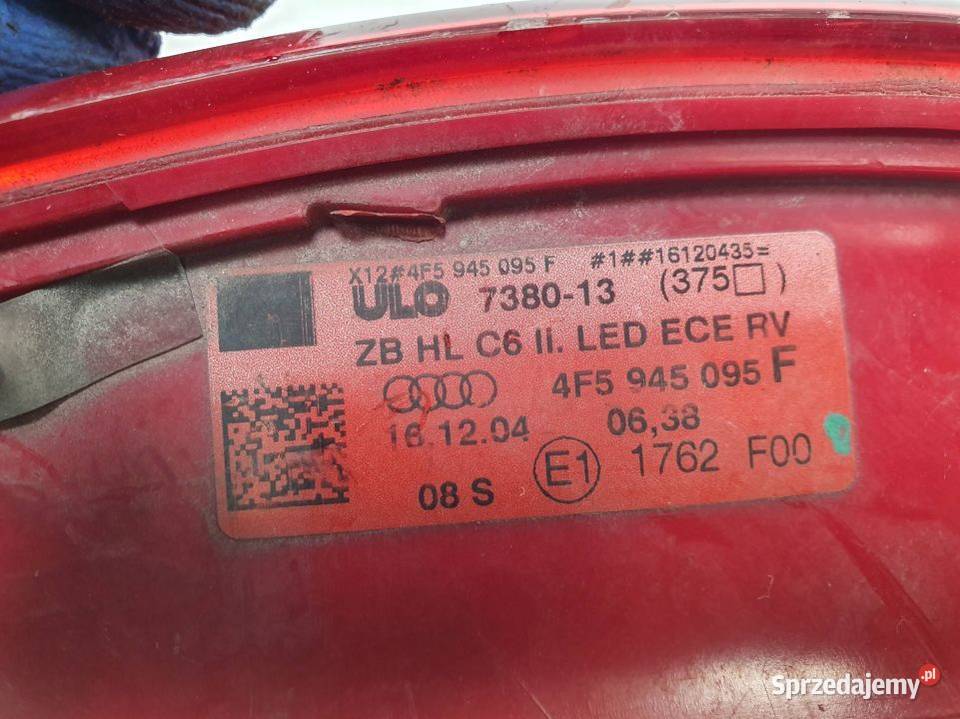 X12#4F5 945 095 F #1##16120435=
ULO 7380-13 (375□)
ZB HL C6 II. LED ECE RV
4F5 945 095 F
16.12.04 06,38
08 S E1 1762 F00
Sprzedajemy.pl